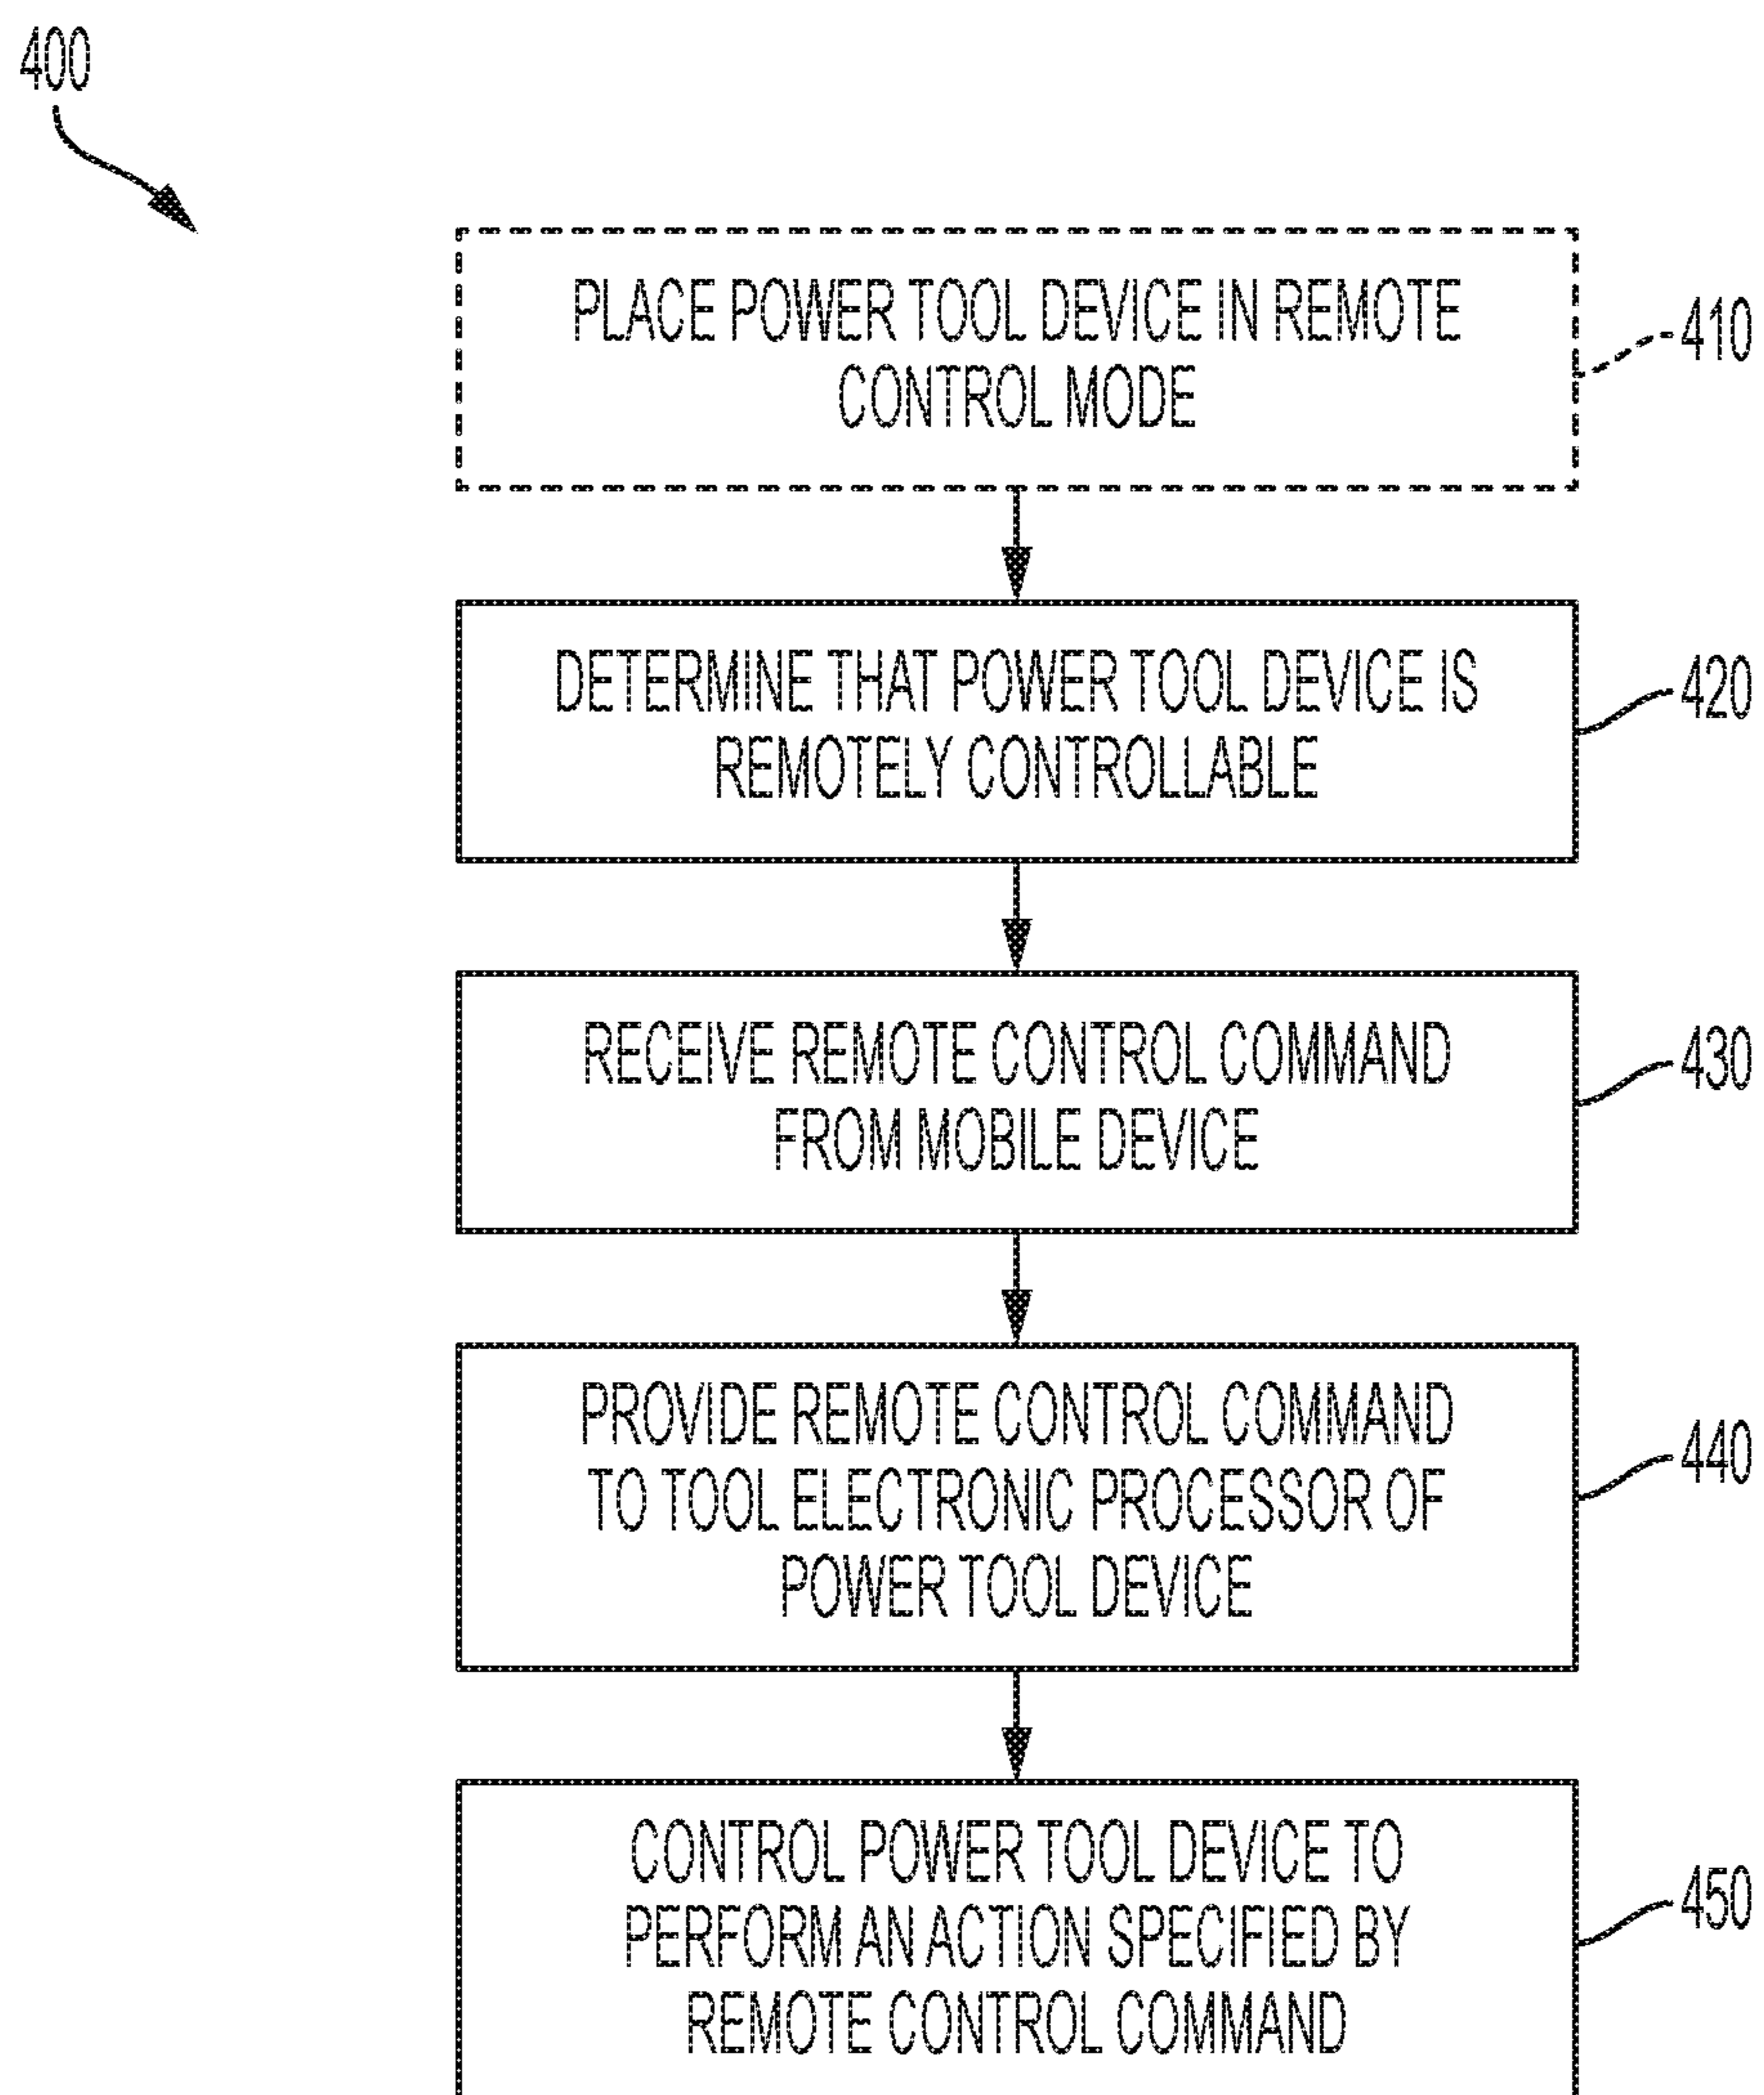 400
PLACE POWER TOOL DEVICE IN REMOTE
CONTROL MODE
410
DETERMINE THAT POWER TOOL DEVICE IS
REMOTELY CONTROLLABLE
420
RECEIVE REMOTE CONTROL COMMAND
FROM MOBILE DEVICE
430
PROVIDE REMOTE CONTROL COMMAND
TO TOOL ELECTRONIC PROCESSOR OF
POWER TOOL DEVICE
440
CONTROL POWER TOOL DEVICE TO
PERFORM AN ACTION SPECIFIED BY
REMOTE CONTROL COMMAND
450